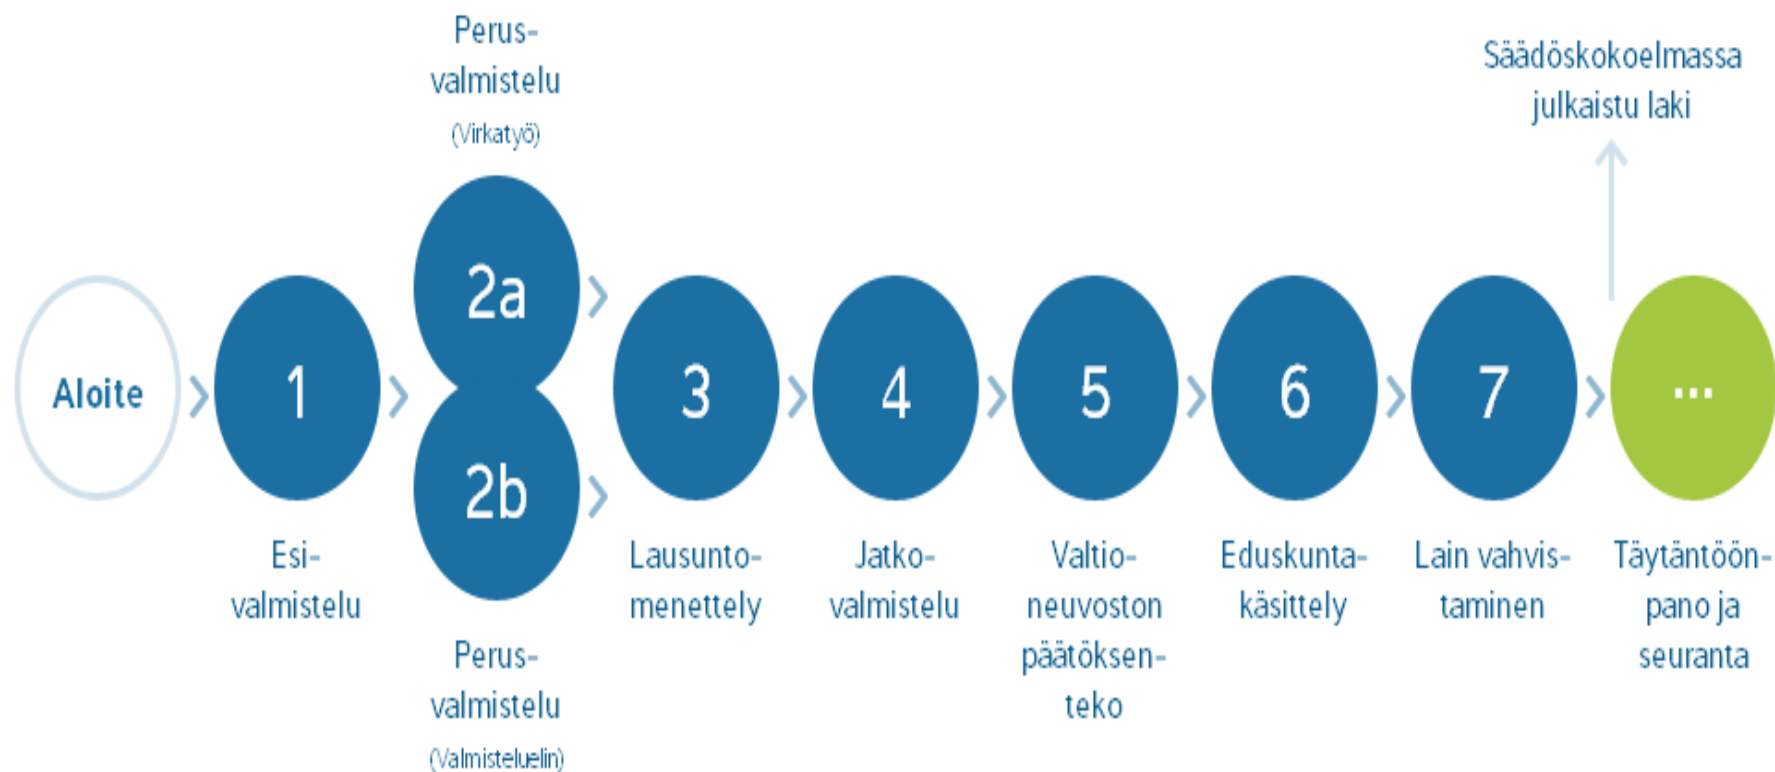 Perus-
valmistelu
(Virkatyö)
Säädöskokoelmassa
julkaistu laki
Aloite
1
2a
2b
3
4
5
6
7
...
Esi-
valmistelu
Perus-
valmistelu
(Valmisteluelin)
Lausunto-
menettely
Jatko-
valmistelu
Valtio-
neuvoston
päätöksen-
teko
Eduskunta-
käsittely
Lain vahvis-
taminen
Täytäntöön-
pano ja
seuranta